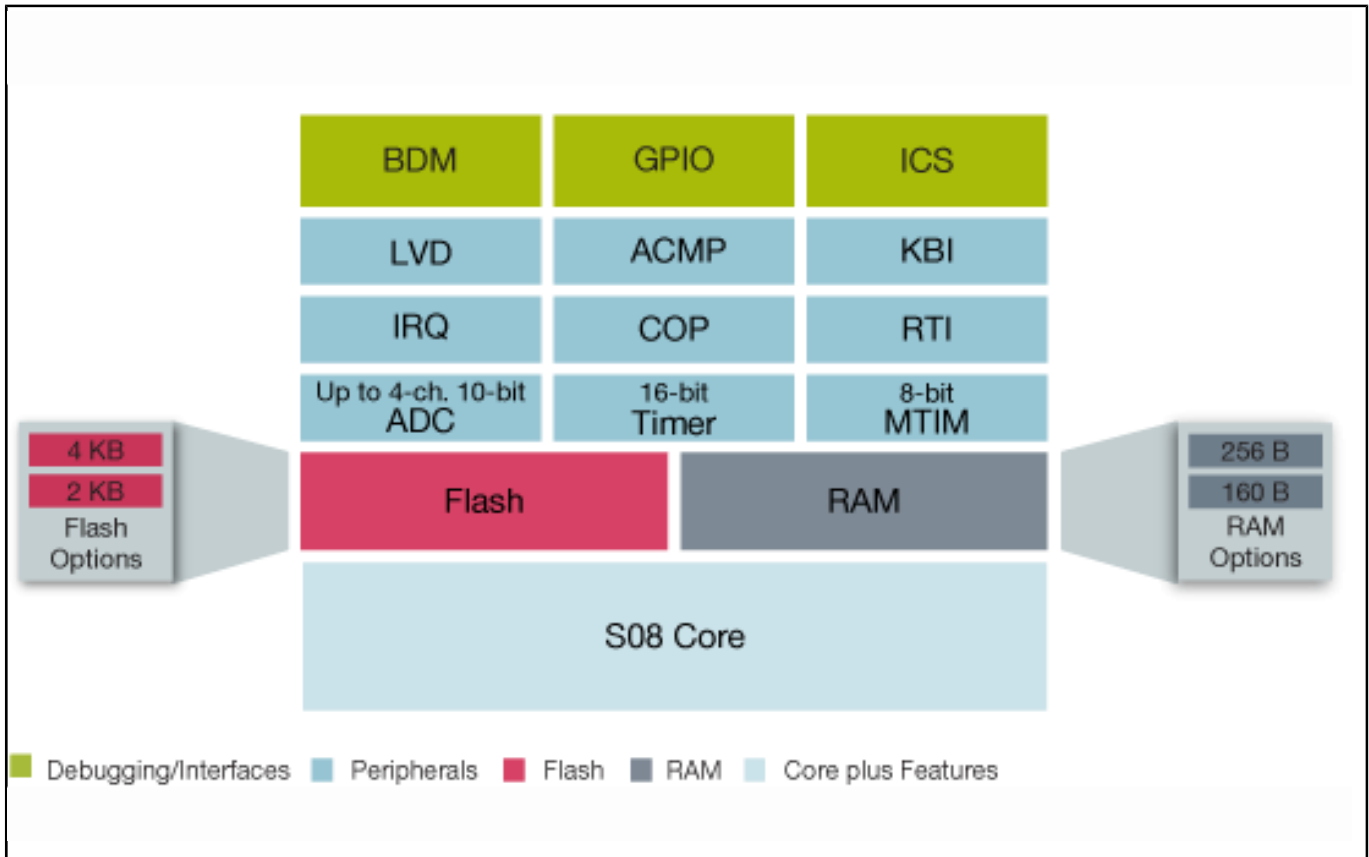 BDM
GPIO
ICS
LVD
ACMP
KBI
IRQ
COP
RTI
Up to 4-ch. 10-bit
ADC
16-bit
Timer
8-bit
MTIM
4 KB
2 KB
Flash
Options
Flash
RAM
256 B
160 B
RAM
Options
S08 Core
Debugging/Interfaces
Peripherals
Flash
RAM
Core plus Features